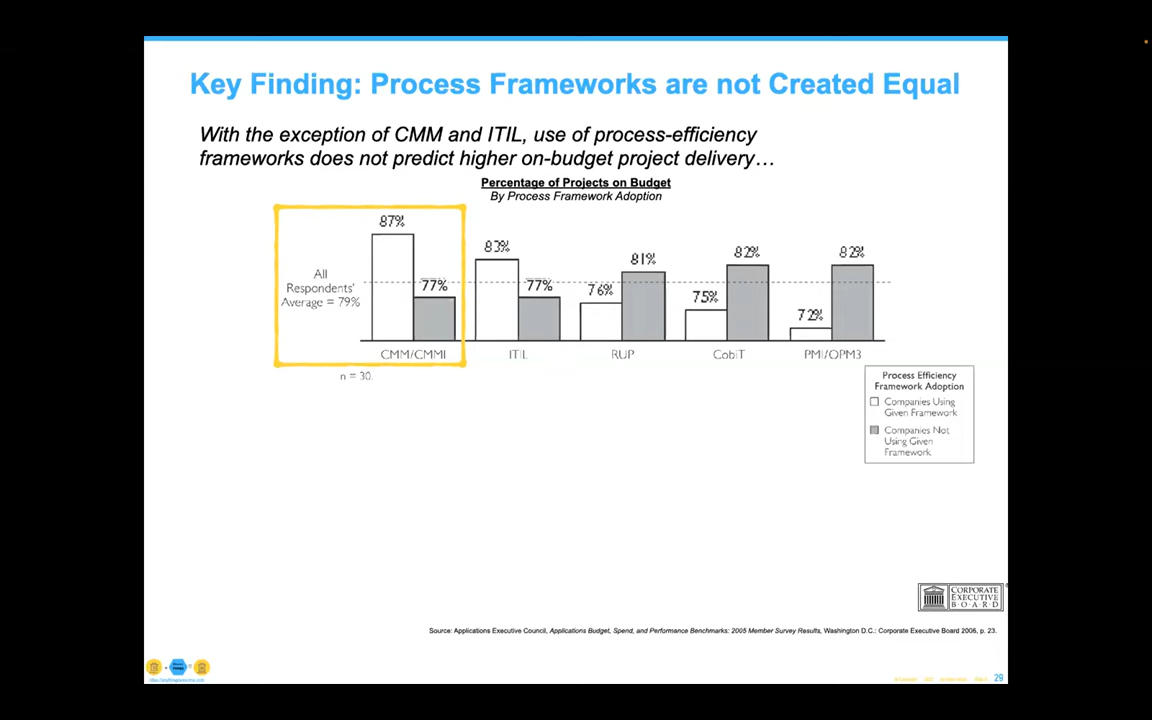 Key Finding: Process Frameworks are not Created Equal
With the exception of CMM and ITIL, use of process-efficiency
frameworks does not predict higher on-budget project delivery…
Percentage of Projects on Budget
By Process Framework Adoption
87%
83%
82%
82%
81%
77%
77%
76%
75%
72%
All
Respondents'
Average = 79%
CMM/CMMI
ITIL
RUP
CobiT
PMI/OPM3
n = 30.
Process Efficiency
Framework Adoption
Companies Using
Given Framework
Companies Not
Using Given
Framework
CORPORATE
EXECUTIVE
B·O·A·R·D
Source: Applications Executive Council, Applications Budget, Spend, and Performance Benchmarks: 2005 Member Survey Results, Washington D.C.: Corporate Executive Board 2006, p. 23.
29